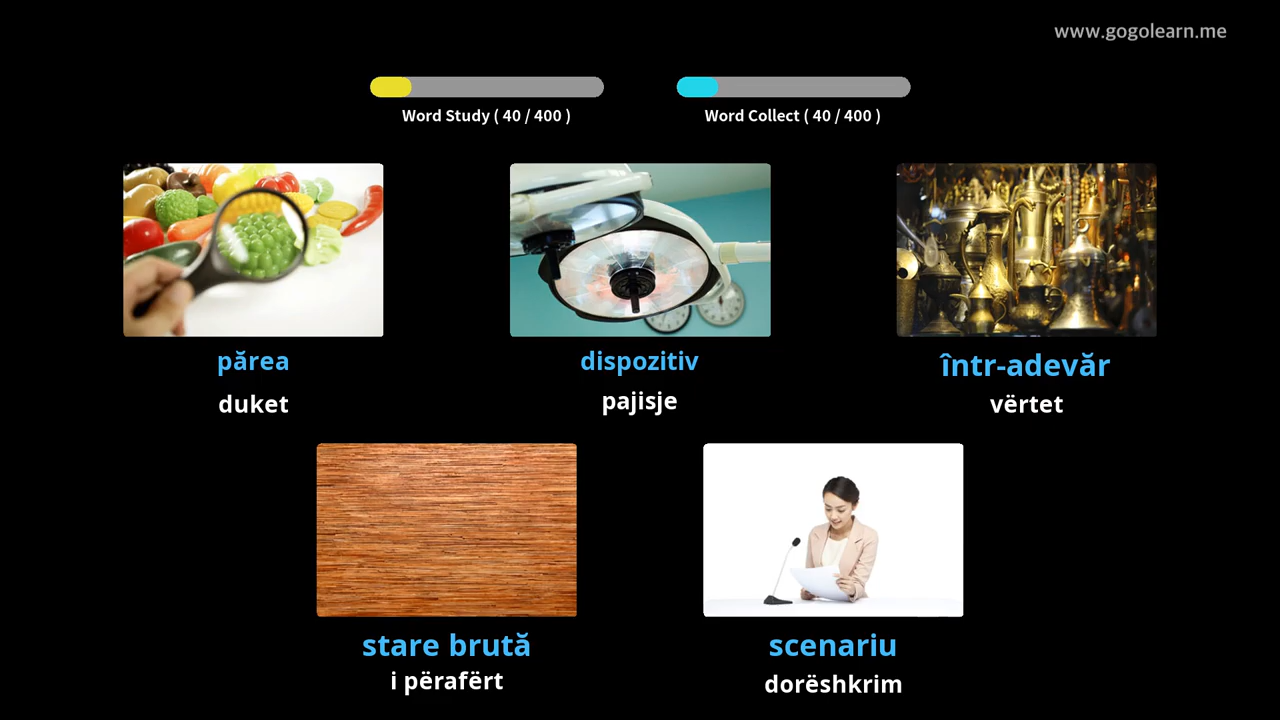 www.gogolearn.me
Word Study ( 40 / 400 )
Word Collect ( 40 / 400 )
părea
dispozitiv
într-adevăr
duket
pajisje
vërtet
stare brută
scenariu
i përafërt
dorëshkrim